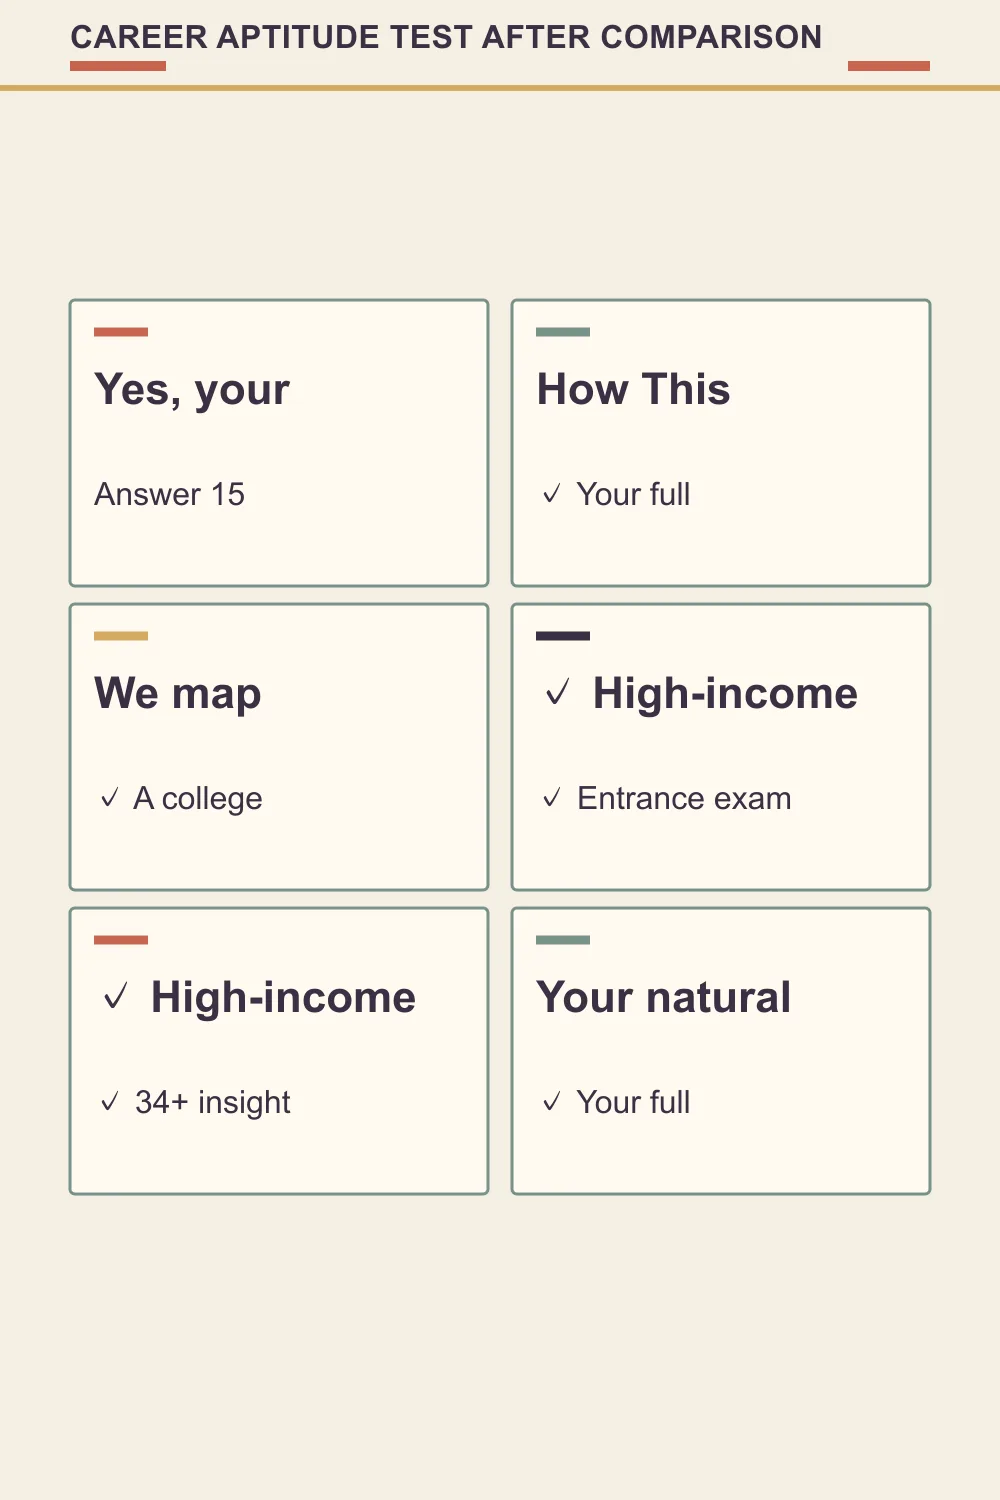 CAREER APTITUDE TEST AFTER COMPARISON
Yes, your
Answer 15
How This
✓ Your full
We map
✓ A college
✓ High-income
✓ Entrance exam
✓ High-income
✓ 34+ insight
Your natural
✓ Your full